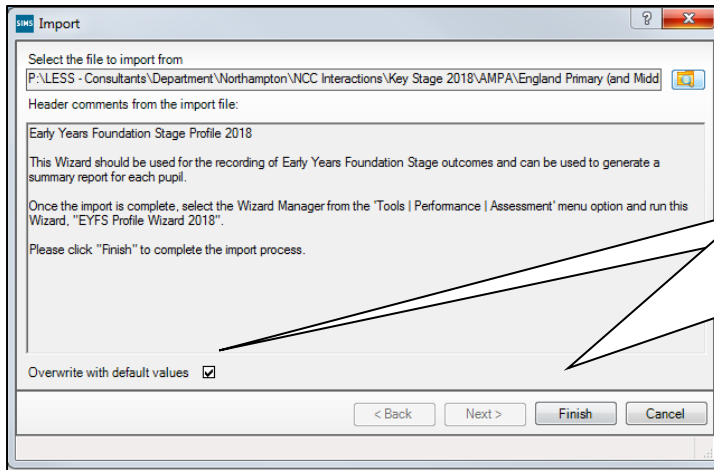 SIMS Import
Select the file to import from
P:\LESS - Consultants\Department\Northampton\NCC Interactions\Key Stage 2018\AMPA\England Primary (and Midd
Header comments from the import file:
Early Years Foundation Stage Profile 2018
This Wizard should be used for the recording of Early Years Foundation Stage outcomes and can be used to generate a
summary report for each pupil.
Once the import is complete, select the Wizard Manager from the 'Tools | Performance | Assessment' menu option and run this
Wizard, "EYFS Profile Wizard 2018".
Please click "Finish" to complete the import process.
Overwrite with default values
< Back Next > Finish Cancel